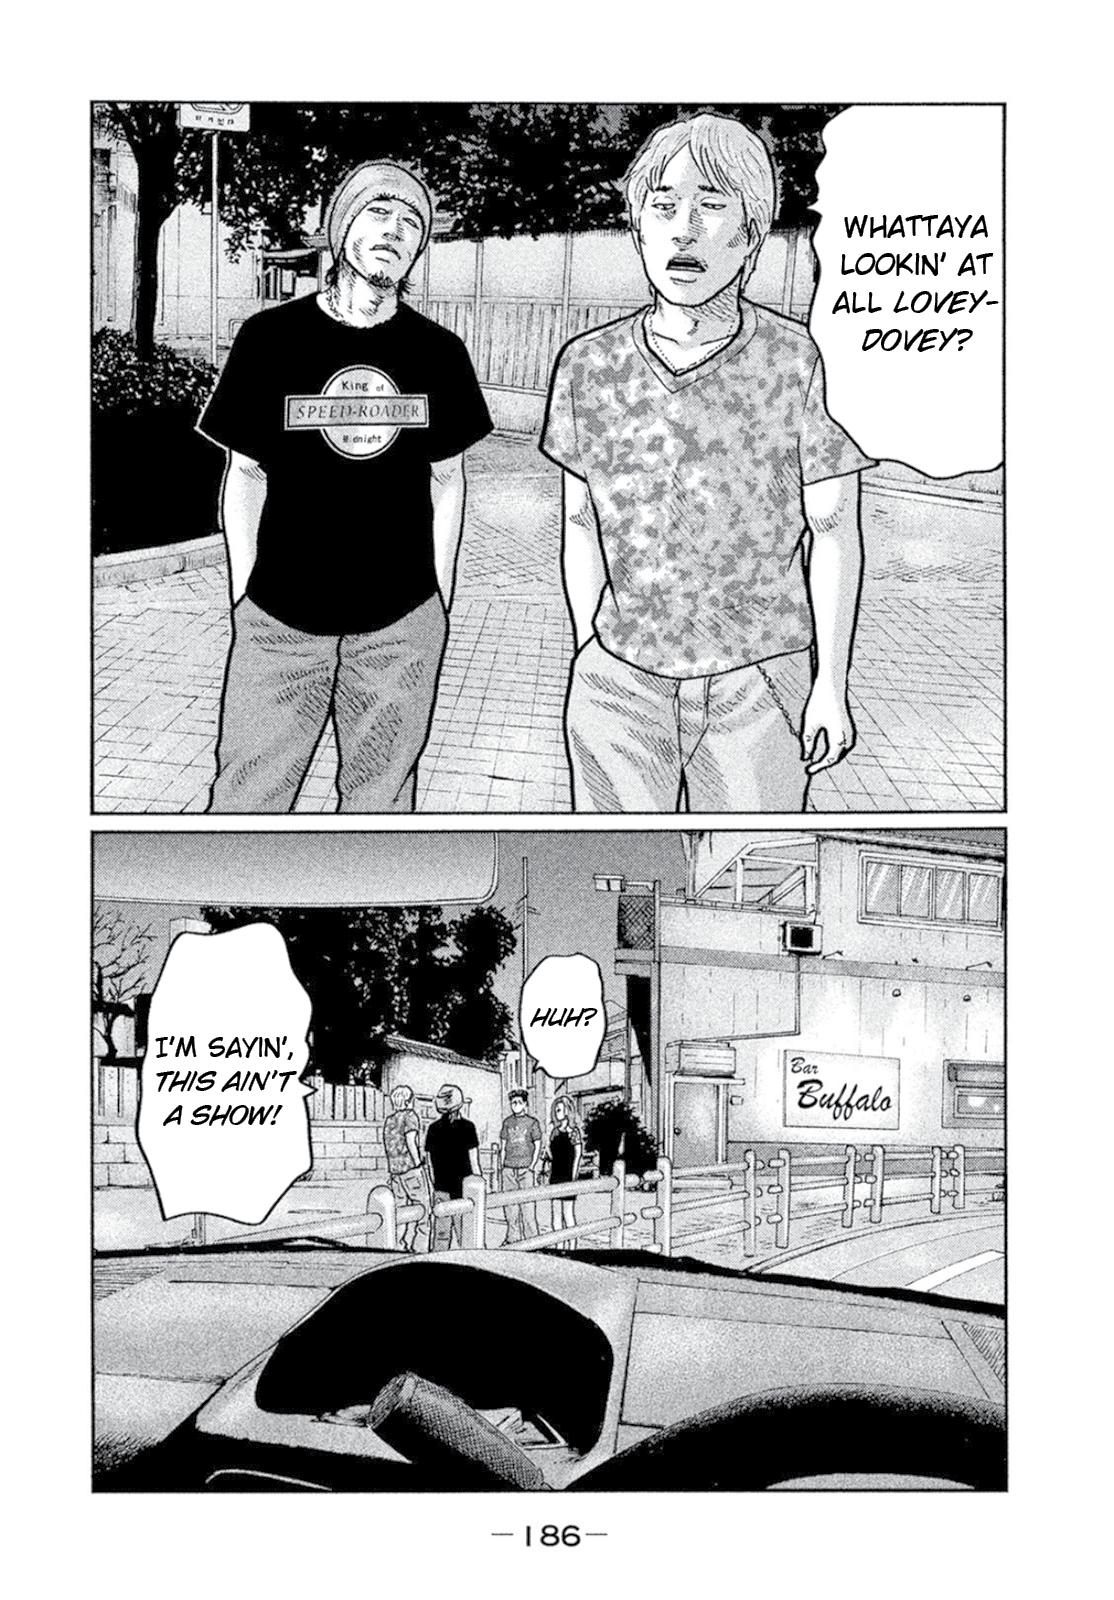 WHATTAYA
LOOKIN' AT
ALL LOVEY-
DOVEY?
King of
SPEED-ROADER
Midnight
HUH?
I'M SAYIN',
THIS AIN'T
A SHOW!
Bar
Buffalo
— 186 —